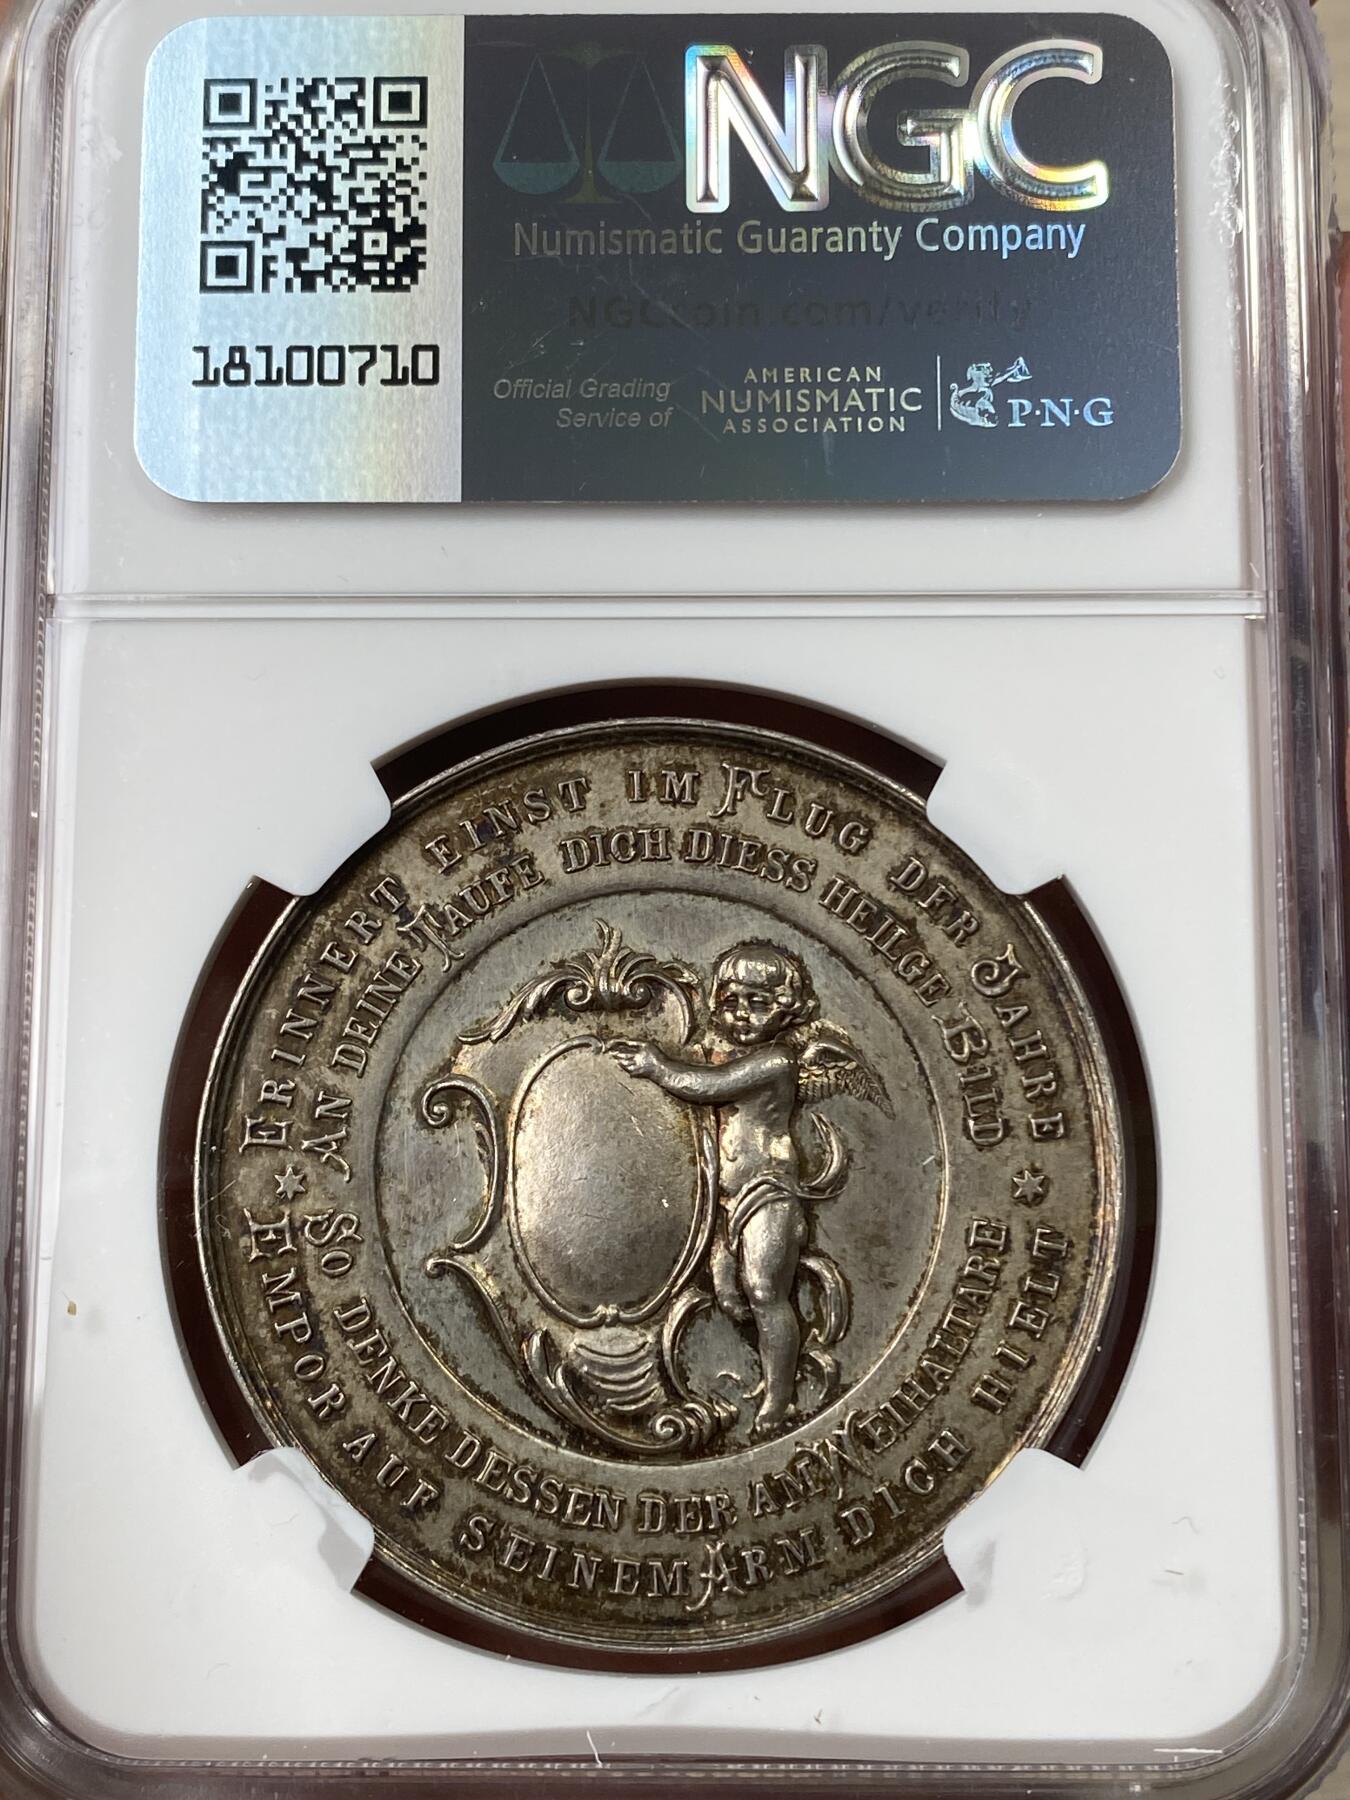 NGC
Numismatic Guaranty Company
NGCcoin.com/verify
18100710
Official Grading
Service of
AMERICAN
NUMISMATIC
ASSOCIATION
P·N·G
ERINNERT EINST IM FLUG DER JAHRE
AN DEINE TAUFE DICH DIESS HEILGE BILD
SO DENKE DESSEN DER AM WEIHALTARE
EMPOR AUF SEINEM ARM DICH HIELT